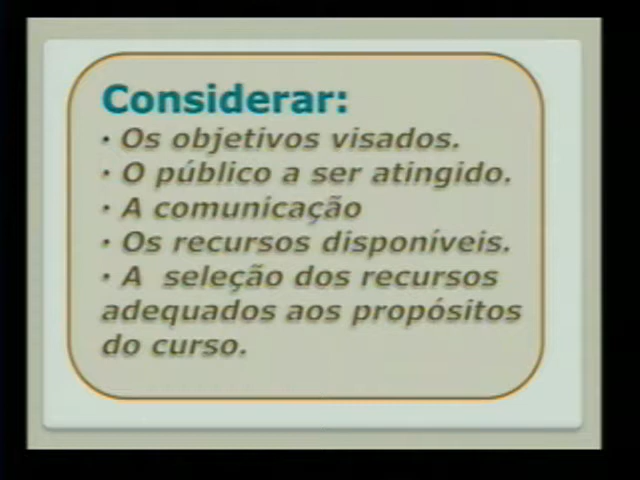 Considerar:
• Os objetivos visados.
• O público a ser atingido.
• A comunicação
• Os recursos disponíveis.
• A seleção dos recursos
adequados aos propósitos
do curso.